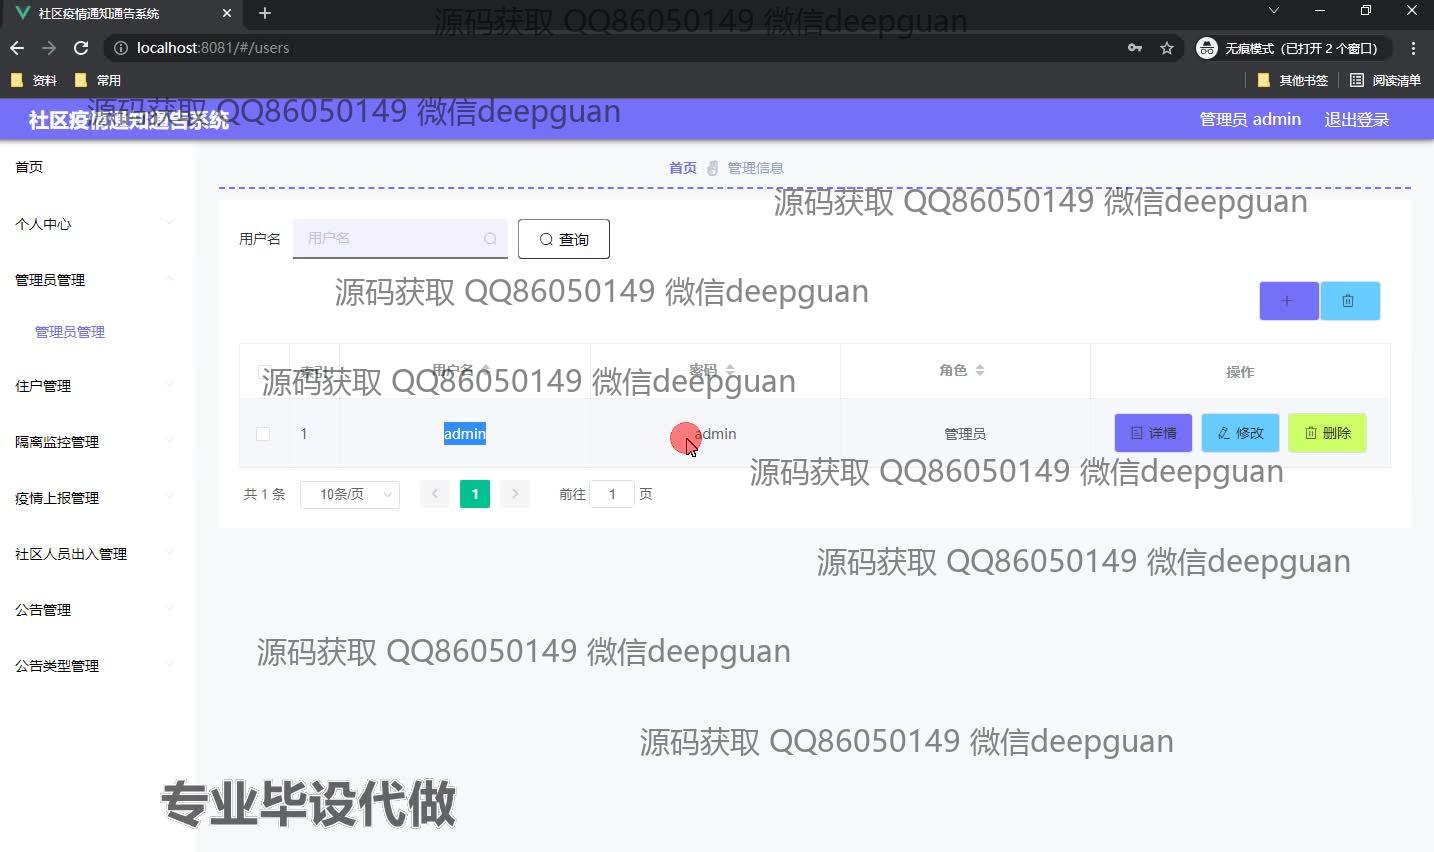 社区疫情通知通告系统
源码获取 QQ86050149 微信deepguan
localhost:8081/#/users
无痕模式（已打开 2 个窗口）
资料 常用 其他书签 阅读清单
源码获取 QQ86050149 微信deepguan
社区疫情通知通告系统 管理员 admin 退出登录
首页
首页 管理信息
源码获取 QQ86050149 微信deepguan
个人中心
用户名 用户名 查询
管理员管理
源码获取 QQ86050149 微信deepguan
管理员管理
索引 用户名 密码 角色 操作
源码获取 QQ86050149 微信deepguan
住户管理
1 admin admin 管理员 详情 修改 删除
隔离监控管理
源码获取 QQ86050149 微信deepguan
共 1 条 10条/页 1 前往 1 页
疫情上报管理
社区人员出入管理
源码获取 QQ86050149 微信deepguan
公告管理
源码获取 QQ86050149 微信deepguan
公告类型管理
源码获取 QQ86050149 微信deepguan
专业毕设代做